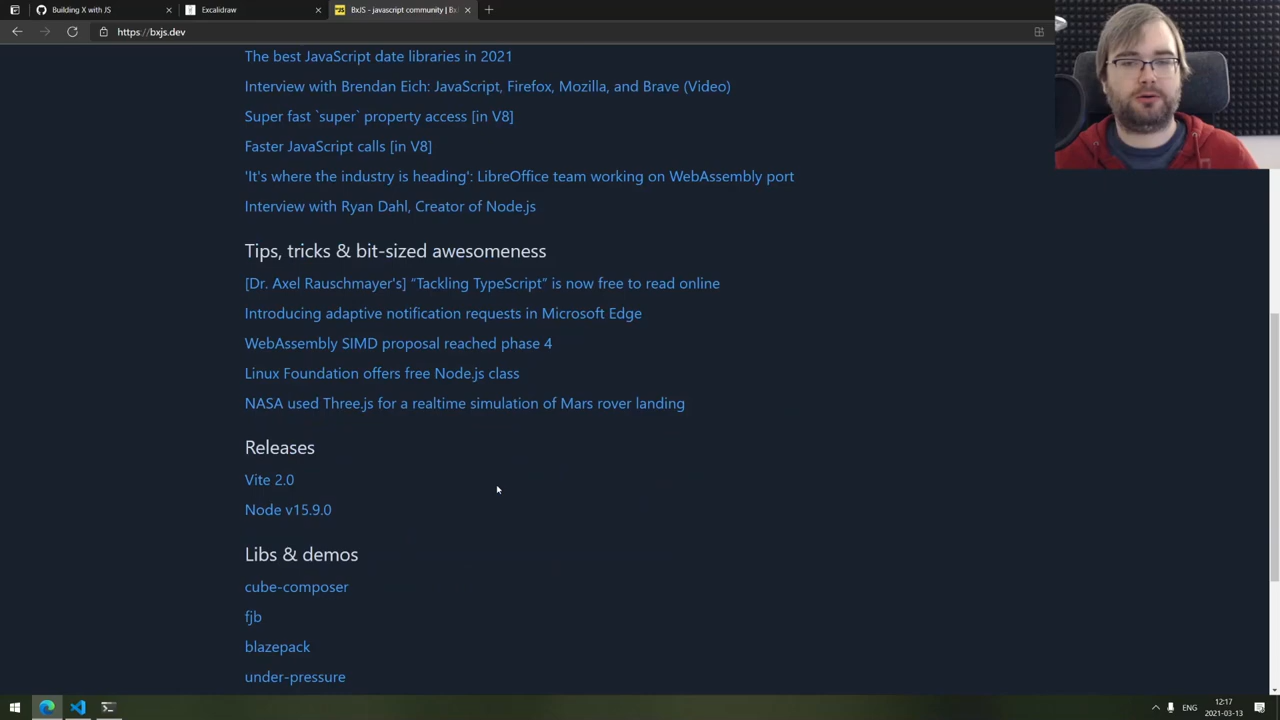 Building X with JS
Excalidraw
BxJS - javascript community | Bx
https://bxjs.dev
The best JavaScript date libraries in 2021
Interview with Brendan Eich: JavaScript, Firefox, Mozilla, and Brave (Video)
Super fast `super` property access [in V8]
Faster JavaScript calls [in V8]
'It's where the industry is heading': LibreOffice team working on WebAssembly port
Interview with Ryan Dahl, Creator of Node.js
Tips, tricks & bit-sized awesomeness
[Dr. Axel Rauschmayer's] “Tackling TypeScript” is now free to read online
Introducing adaptive notification requests in Microsoft Edge
WebAssembly SIMD proposal reached phase 4
Linux Foundation offers free Node.js class
NASA used Three.js for a realtime simulation of Mars rover landing
Releases
Vite 2.0
Node v15.9.0
Libs & demos
cube-composer
fjb
blazepack
under-pressure
ENG
12:17
2021-03-13